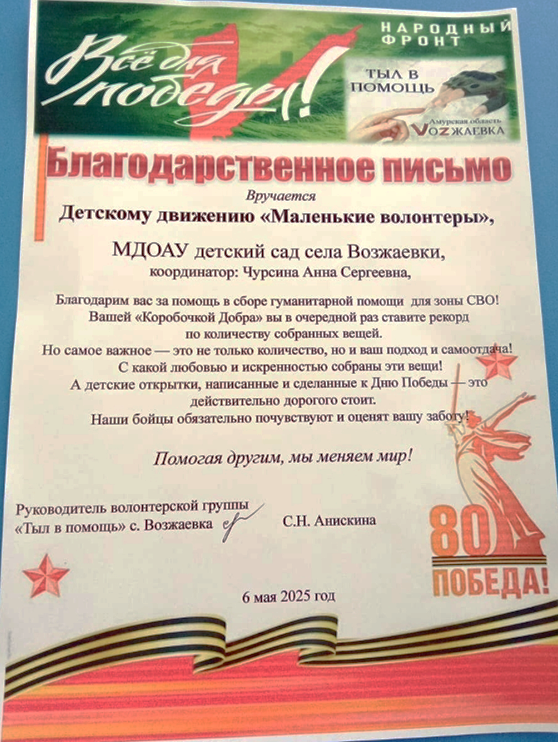 Всё для
победы!
НАРОДНЫЙ
ФРОНТ
ТЫЛ В
ПОМОЩЬ
Амурская область
VOZЖАЕВКА
Благодарственное письмо
Вручается
Детскому движению «Маленькие волонтеры»,
МДОАУ детский сад села Возжаевки,
координатор: Чурсина Анна Сергеевна,
Благодарим вас за помощь в сборе гуманитарной помощи для зоны СВО!
Вашей «Коробочкой Добра» вы в очередной раз ставите рекорд
по количеству собранных вещей.
Но самое важное — это не только количество, но и ваш подход и самоотдача!
С какой любовью и искренностью собраны эти вещи!
А детские открытки, написанные и сделанные к Дню Победы — это
действительно дорогого стоит.
Наши бойцы обязательно почувствуют и оценят вашу заботу!
Помогая другим, мы меняем мир!
Руководитель волонтерской группы
«Тыл в помощь» с. Возжаевка С.Н. Анискина
80
ПОБЕДА!
6 мая 2025 год